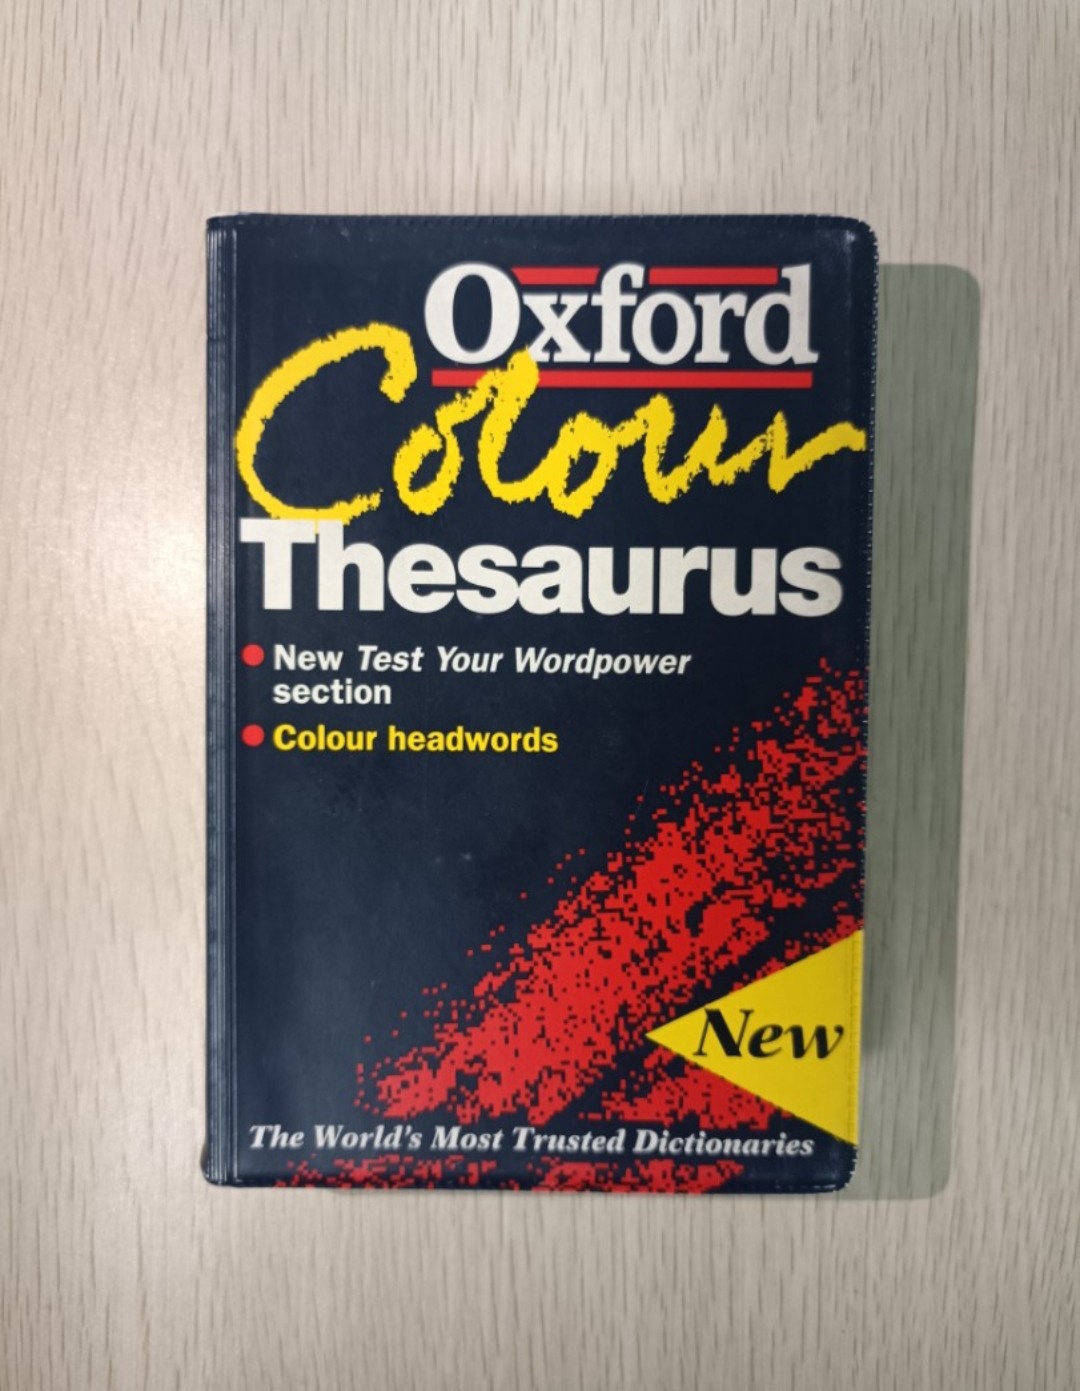 Oxford
Colour
Thesaurus
New Test Your Wordpower
section
Colour headwords
New
The World's Most Trusted Dictionaries